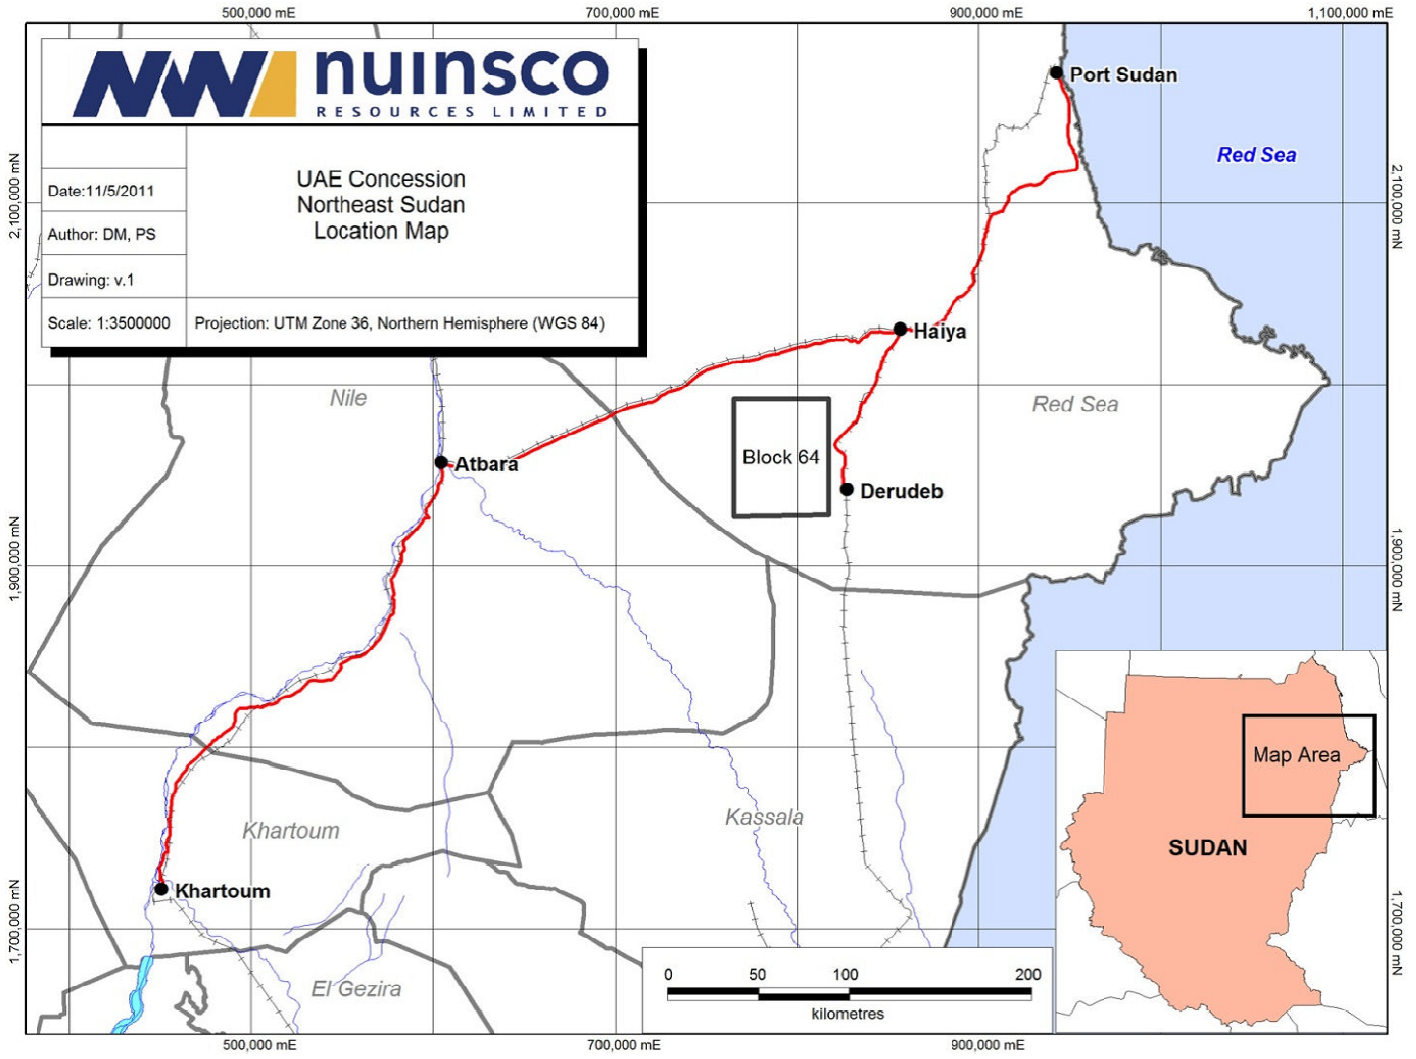 500,000 mE
700,000 mE
900,000 mE
1,100,000 mE
nuinsco
RESOURCES LIMITED
UAE Concession
Northeast Sudan
Location Map
Date:11/5/2011
Author: DM, PS
Drawing: v.1
Scale: 1:3500000
Projection: UTM Zone 36, Northern Hemisphere (WGS 84)
Port Sudan
Red Sea
2,100,000 mN
2,100,000 mN
Haiya
Nile
Red Sea
Block 64
Atbara
Derudeb
1,900,000 mN
1,900,000 mN
Map Area
Kassala
Khartoum
SUDAN
Khartoum
1,700,000 mN
1,700,000 mN
El Gezira
0
50
100
200
kilometres
500,000 mE
700,000 mE
900,000 mE